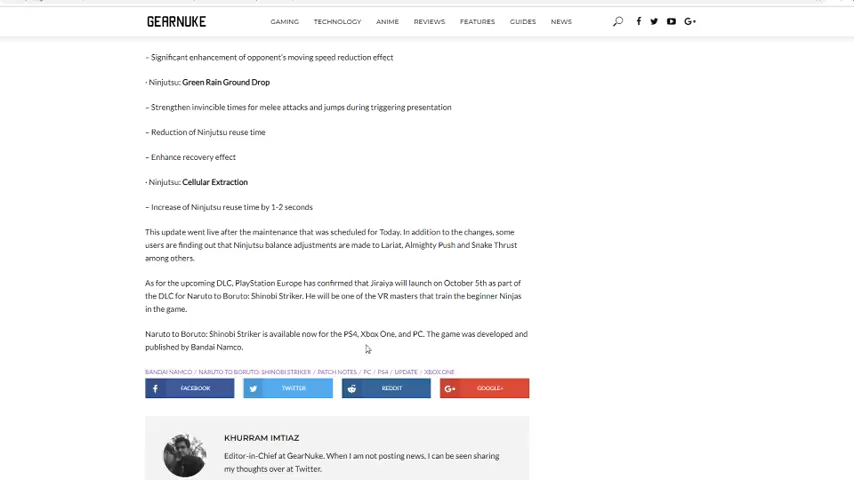 GEARNUKE GAMING TECHNOLOGY ANIME REVIEWS FEATURES GUIDES NEWS
– Significant enhancement of opponent's moving speed reduction effect
· Ninjutsu: Green Rain Ground Drop
– Strengthen invincible times for melee attacks and jumps during triggering presentation
– Reduction of Ninjutsu reuse time
– Enhance recovery effect
· Ninjutsu: Cellular Extraction
– Increase of Ninjutsu reuse time by 1-2 seconds
This update went live after the maintenance that was scheduled for Today. In addition to the changes, some
users are finding out that Ninjutsu balance adjustments are made to Lariat, Almighty Push and Snake Thrust
among others.
As for the upcoming DLC, PlayStation Europe has confirmed that Jiraiya will launch on October 5th as part of
the DLC for Naruto to Boruto: Shinobi Striker. He will be one of the VR masters that train the beginner Ninjas
in the game.
Naruto to Boruto: Shinobi Striker is available now for the PS4, Xbox One, and PC. The game was developed and
published by Bandai Namco.
BANDAI NAMCO / NARUTO TO BORUTO: SHINOBI STRIKER / PATCH NOTES / PC / PS4 / UPDATE / XBOX ONE
FACEBOOK TWITTER REDDIT G+ GOOGLE+
KHURRAM IMTIAZ
Editor-in-Chief at GearNuke. When I am not posting news, I can be seen sharing
my thoughts over at Twitter.